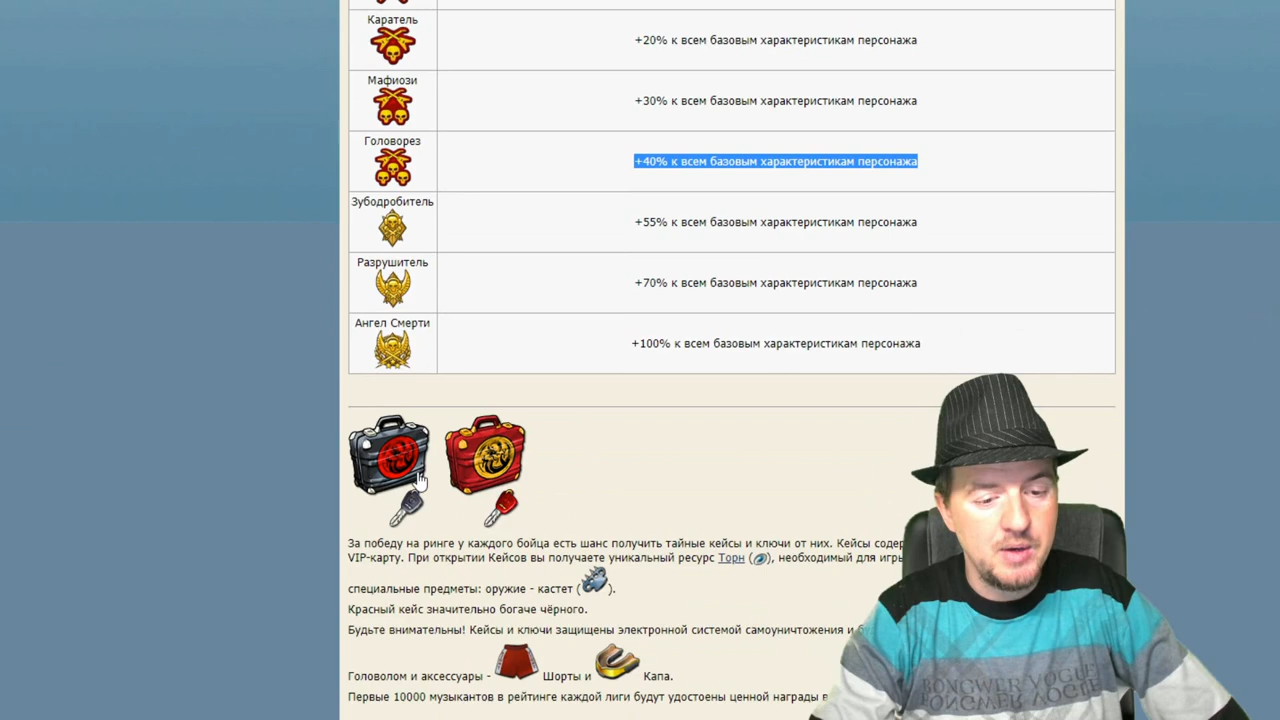 Каратель
+20% к всем базовым характеристикам персонажа
Мафиози
+30% к всем базовым характеристикам персонажа
Головорез
+40% к всем базовым характеристикам персонажа
Зубодробитель
+55% к всем базовым характеристикам персонажа
Разрушитель
+70% к всем базовым характеристикам персонажа
Ангел Смерти
+100% к всем базовым характеристикам персонажа
За победу на ринге у каждого бойца есть шанс получить тайные кейсы и ключи от них. Кейсы
VIP-карту. При открытии Кейсов вы получаете уникальный ресурс Торн ( ), необходимый для
специальные предметы: оружие - кастет ( ).
Красный кейс значительно богаче чёрного.
Будьте внимательны! Кейсы и ключи защищены электронной системой самоуничтожения и
Головолом и аксессуары - Шорты и Капа.
Первые 10000 музыкантов в рейтинге каждой лиги будут удостоены ценной награды
BONGWER VOGUE